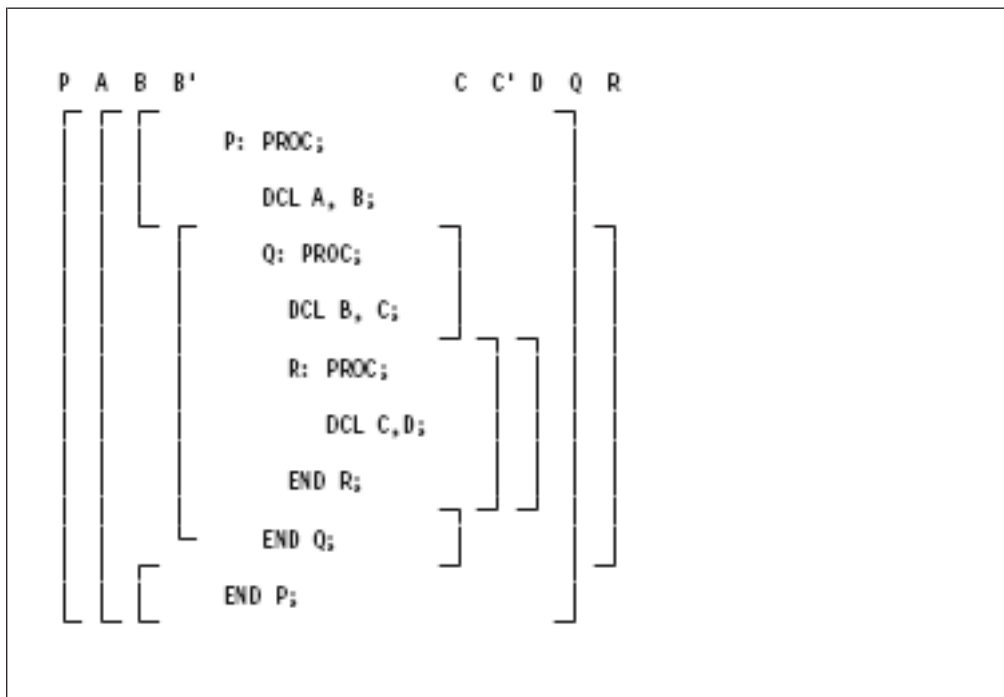 P A B B' C C' D Q R
P: PROC;
DCL A, B;
Q: PROC;
DCL B, C;
R: PROC;
DCL C,D;
END R;
END Q;
END P;